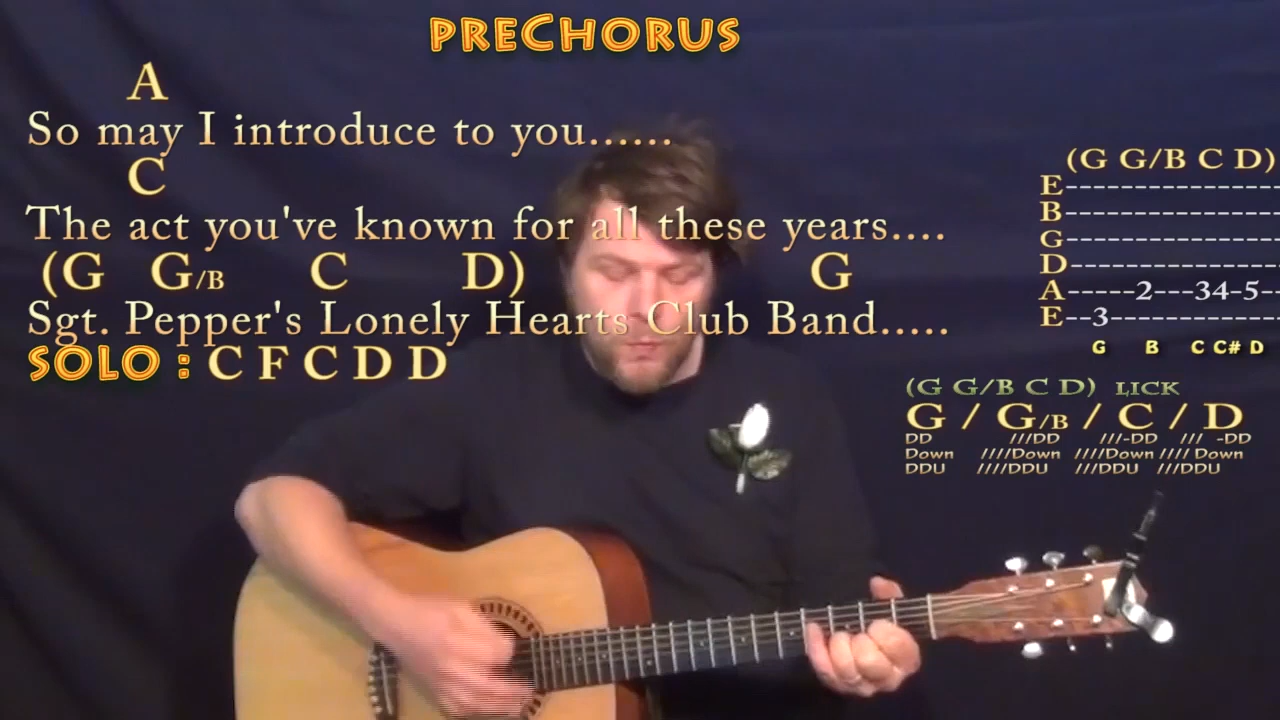 PRECHORUS
A
So may I introduce to you......
C
The act you've known for all these years....
(G G/B C D) G
Sgt. Pepper's Lonely Hearts Club Band.....
SOLO : C F C D D
(G G/B C D)
E--------------
B--------------
G--------------
D--------------
A-----2---34-5--
E--3-----------
G B C C# D
(G G/B C D) LICK
G / G/B / C / D
DD ///DD ///-DD /// -DD
Down ////Down ////Down //// Down
DDU ////DDU ///DDU ///DDU